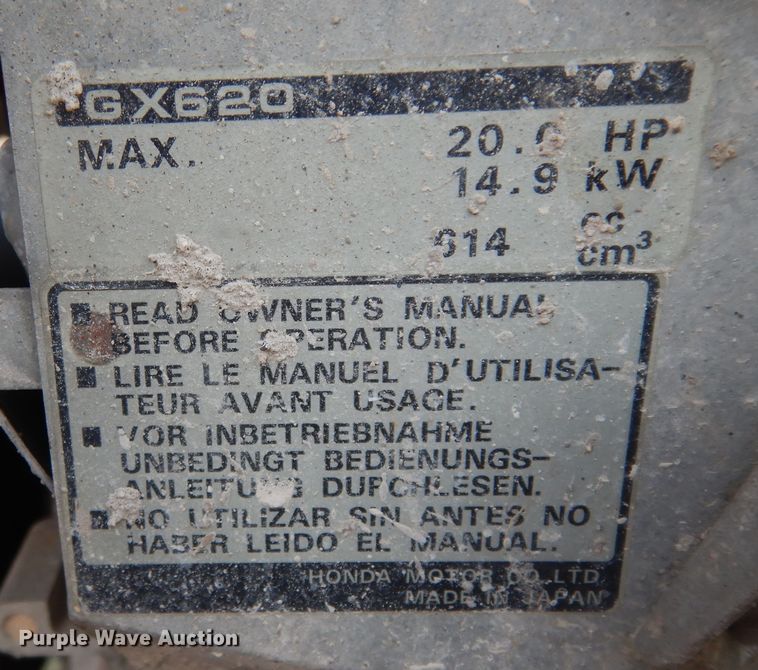 GX620
MAX. 20.0 HP
14.9 kW
614 cc
cm³
■ READ OWNER'S MANUAL
BEFORE OPERATION.
■ LIRE LE MANUEL D'UTILISA-
TEUR AVANT USAGE.
■ VOR INBETRIEBNAHME
UNBEDINGT BEDIENUNGS-
ANLEITUNG DURCHLESEN.
■ NO UTILIZAR SIN ANTES NO
HABER LEIDO EL MANUAL.
HONDA MOTOR CO., LTD.
MADE IN JAPAN
Purple Wave Auction